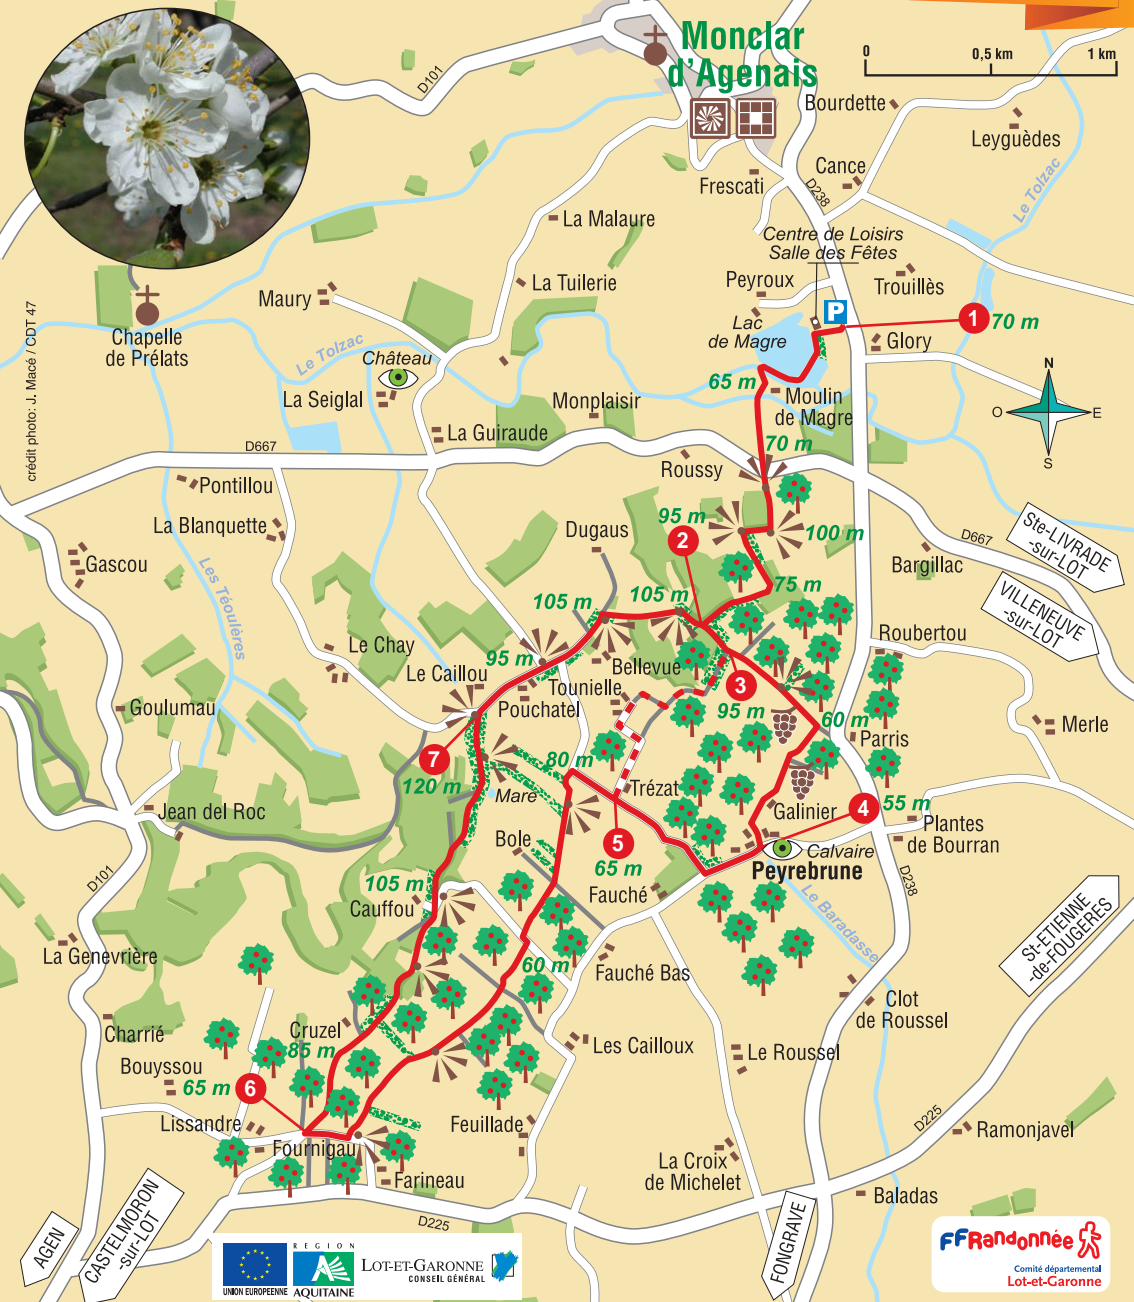 Monclar
d'Agenais
0
0,5 km
1 km
D101
Bourdette
Leyguèdes
Cance
Frescati
D238
Le Tolzac
La Malaure
Centre de Loisirs
Salle des Fêtes
Peyroux
Trouillès
La Tuilerie
Maury
P
1
70 m
Lac
de Magre
Glory
Chapelle
de Prélats
crédit photo: J. Macé / CDT 47
Le Tolzac
Château
La Seiglal
65 m
Moulin
de Magre
Monplaisir
N
O
E
S
La Guiraude
70 m
D667
Roussy
Pontillou
La Blanquette
95 m
2
Dugaus
100 m
D667
Ste-LIVRADE
-sur-LOT
Gascou
Bargillac
75 m
VILLENEUVE
-sur-LOT
Les Téoulères
105 m
105 m
Roubertou
Le Chay
95 m
Bellevue
Le Caillou
3
Tounielle
95 m
Goulumau
Pouchatel
60 m
Merle
Parris
7
120 m
80 m
Mare
Trézat
Galinier
4
55 m
Jean del Roc
Plantes
de Bourran
Bole
5
65 m
Calvaire
Peyrebrune
D101
105 m
Cauffou
Fauché
D238
Le Baradasse
St-ETIENNE
-de-FOUGERES
La Genevrière
60 m
Fauché Bas
Clot
de Roussel
Charrié
Cruzel
85 m
Les Cailloux
Le Roussel
Bouyssou
65 m
6
Lissandre
Feuillade
D225
Ramonjavel
Fournigau
La Croix
de Michelet
Farineau
Baladas
D225
AGEN
CASTELMORON
-sur-LOT
FONGRAVE
UNION EUROPEENNE
REGION
AQUITAINE
LOT-ET-GARONNE
CONSEIL GÉNÉRAL
FFRandonnée
Comité départemental
Lot-et-Garonne